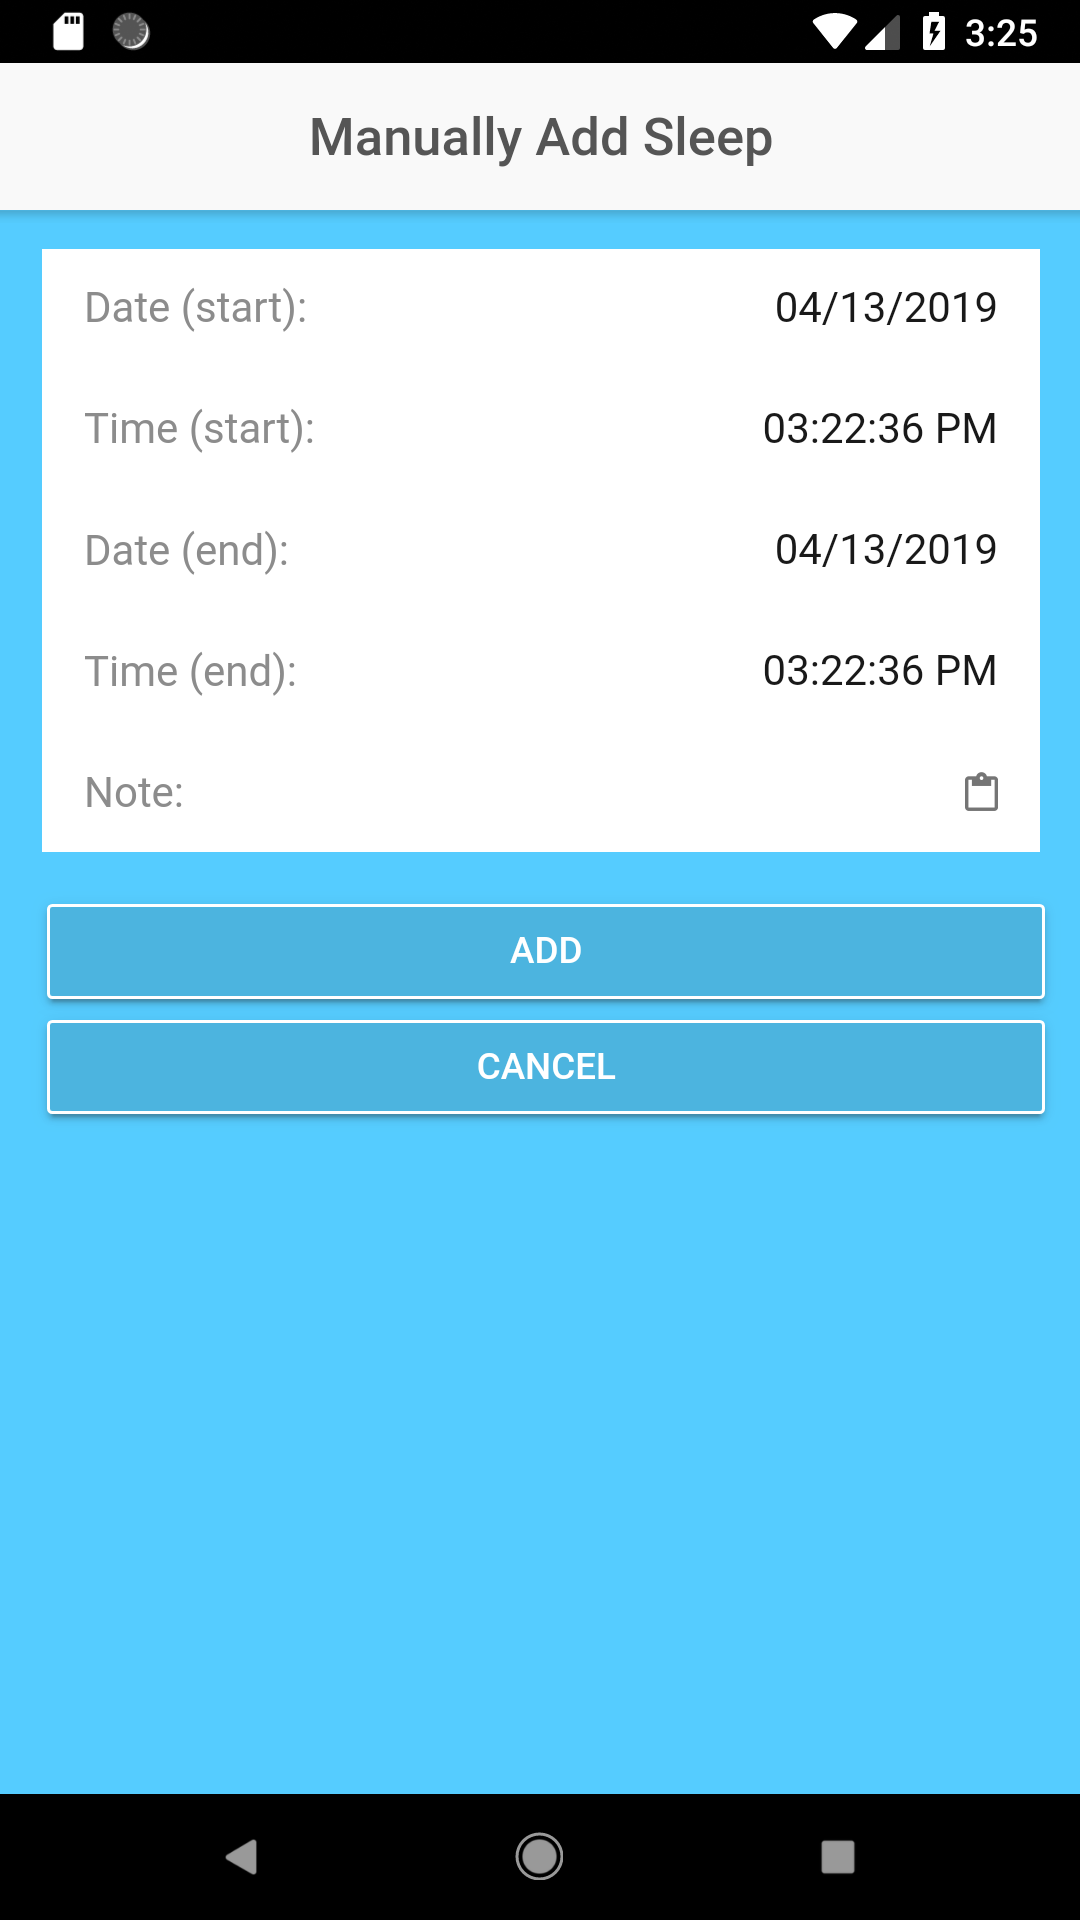 3:25
Manually Add Sleep
Date (start): 04/13/2019
Time (start): 03:22:36 PM
Date (end): 04/13/2019
Time (end): 03:22:36 PM
Note:
ADD
CANCEL